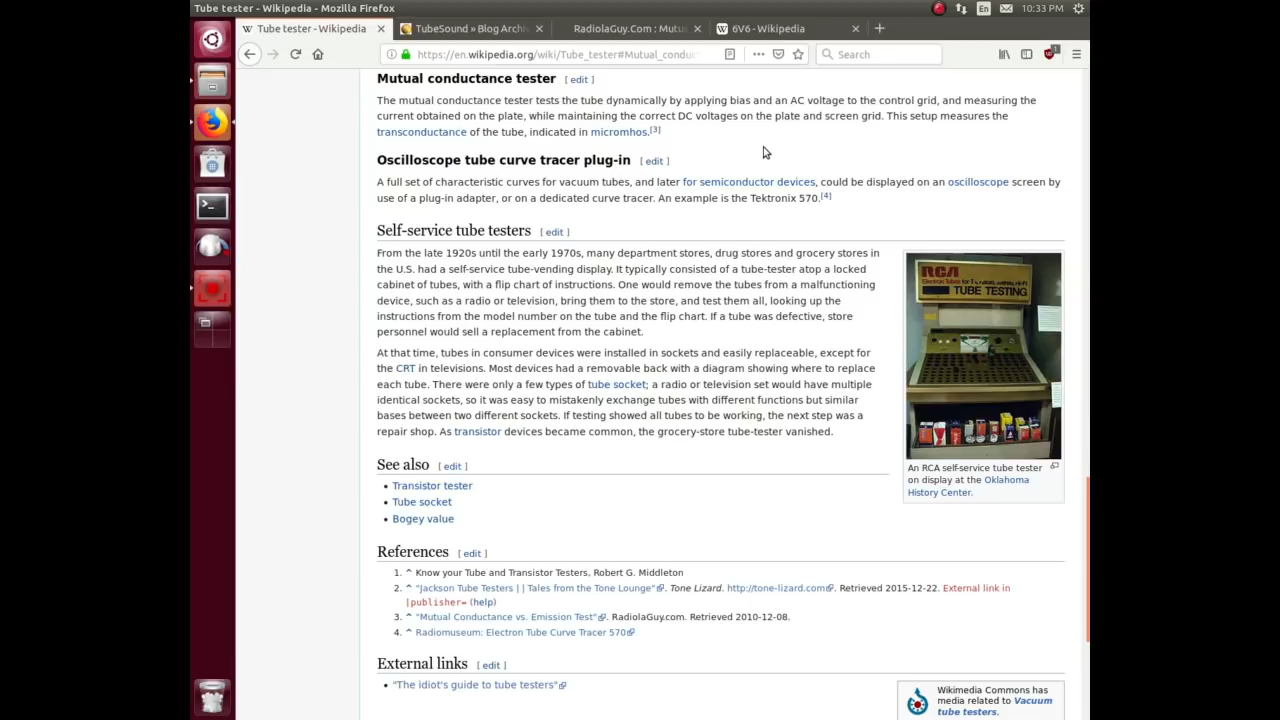 Tube tester - Wikipedia - Mozilla Firefox
En
10:33 PM
Tube tester - Wikipedia
TubeSound » Blog Archiv
RadiolaGuy.Com : Mutua
6V6 - Wikipedia
https://en.wikipedia.org/wiki/Tube_tester#Mutual_conduc
Search
1
Mutual conductance tester [ edit ]
The mutual conductance tester tests the tube dynamically by applying bias and an AC voltage to the control grid, and measuring the
current obtained on the plate, while maintaining the correct DC voltages on the plate and screen grid. This setup measures the
transconductance of the tube, indicated in micromhos.[3]
Oscilloscope tube curve tracer plug-in [ edit ]
A full set of characteristic curves for vacuum tubes, and later for semiconductor devices, could be displayed on an oscilloscope screen by
use of a plug-in adapter, or on a dedicated curve tracer. An example is the Tektronix 570.[4]
Self-service tube testers [ edit ]
From the late 1920s until the early 1970s, many department stores, drug stores and grocery stores in
the U.S. had a self-service tube-vending display. It typically consisted of a tube-tester atop a locked
cabinet of tubes, with a flip chart of instructions. One would remove the tubes from a malfunctioning
device, such as a radio or television, bring them to the store, and test them all, looking up the
instructions from the model number on the tube and the flip chart. If a tube was defective, store
personnel would sell a replacement from the cabinet.
At that time, tubes in consumer devices were installed in sockets and easily replaceable, except for
the CRT in televisions. Most devices had a removable back with a diagram showing where to replace
each tube. There were only a few types of tube socket; a radio or television set would have multiple
identical sockets, so it was easy to mistakenly exchange tubes with different functions but similar
bases between two different sockets. If testing showed all tubes to be working, the next step was a
repair shop. As transistor devices became common, the grocery-store tube-tester vanished.
RCA
TUBE TESTING
An RCA self-service tube tester
on display at the Oklahoma
History Center.
See also [ edit ]
• Transistor tester
• Tube socket
• Bogey value
References [ edit ]
1. ^ Know your Tube and Transistor Testers, Robert G. Middleton
2. ^ "Jackson Tube Testers | | Tales from the Tone Lounge". Tone Lizard. http://tone-lizard.com. Retrieved 2015-12-22. External link in
|publisher= (help)
3. ^ "Mutual Conductance vs. Emission Test". RadiolaGuy.com. Retrieved 2010-12-08.
4. ^ Radiomuseum: Electron Tube Curve Tracer 570
External links [ edit ]
• "The idiot's guide to tube testers"
Wikimedia Commons has
media related to Vacuum
tube testers.